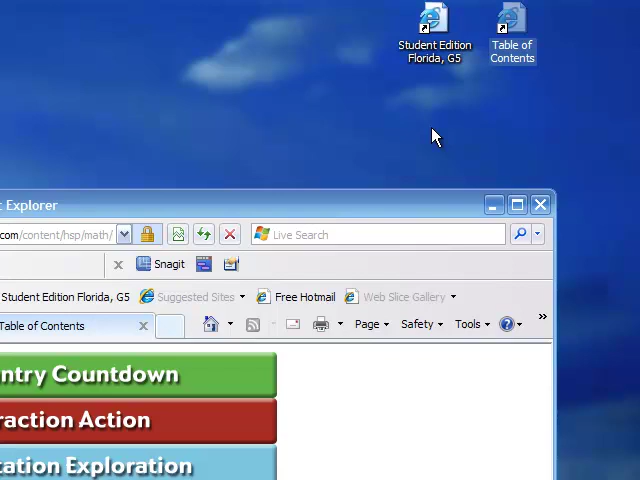 Student Edition
Florida, G5
Table of
Contents
Explorer
com/content/hsp/math/
Live Search
Snagit
Student Edition Florida, G5
Suggested Sites
Free Hotmail
Web Slice Gallery
Table of Contents
Page
Safety
Tools
ntry Countdown
raction Action
tation Exploration